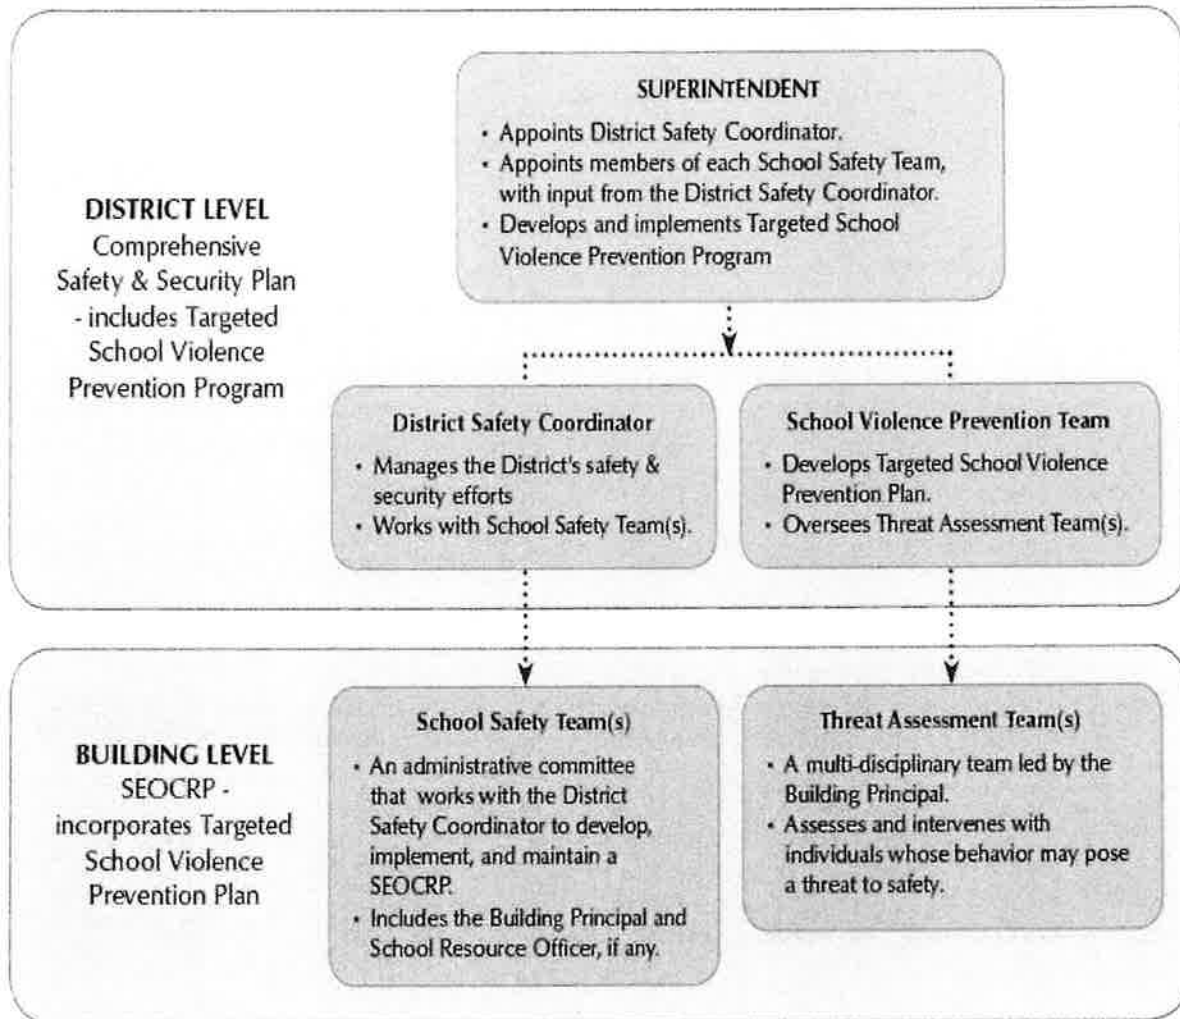 SUPERINTENDENT
• Appoints District Safety Coordinator.
• Appoints members of each School Safety Team,
with input from the District Safety Coordinator.
• Develops and implements Targeted School
Violence Prevention Program
DISTRICT LEVEL
Comprehensive
Safety & Security Plan
- includes Targeted
School Violence
Prevention Program
District Safety Coordinator
• Manages the District's safety &
security efforts
• Works with School Safety Team(s).
School Violence Prevention Team
• Develops Targeted School Violence
Prevention Plan.
• Oversees Threat Assessment Team(s).
BUILDING LEVEL
SEOCRP -
incorporates Targeted
School Violence
Prevention Plan
School Safety Team(s)
• An administrative committee
that works with the District
Safety Coordinator to develop,
implement, and maintain a
SEOCRP.
• Includes the Building Principal and
School Resource Officer, if any.
Threat Assessment Team(s)
• A multi-disciplinary team led by the
Building Principal.
• Assesses and intervenes with
individuals whose behavior may pose
a threat to safety.